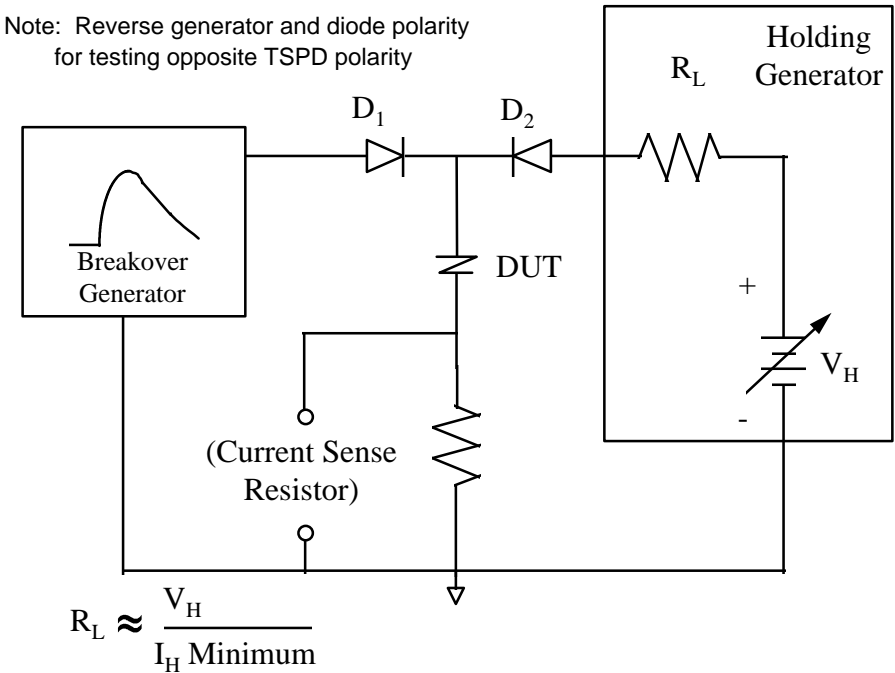 Note: Reverse generator and diode polarity
for testing opposite TSPD polarity
Holding
Generator
R_L
D_1
D_2
Breakover
Generator
DUT
+
V_H
-
(Current Sense
Resistor)
R_L ≈ V_H
I_H Minimum